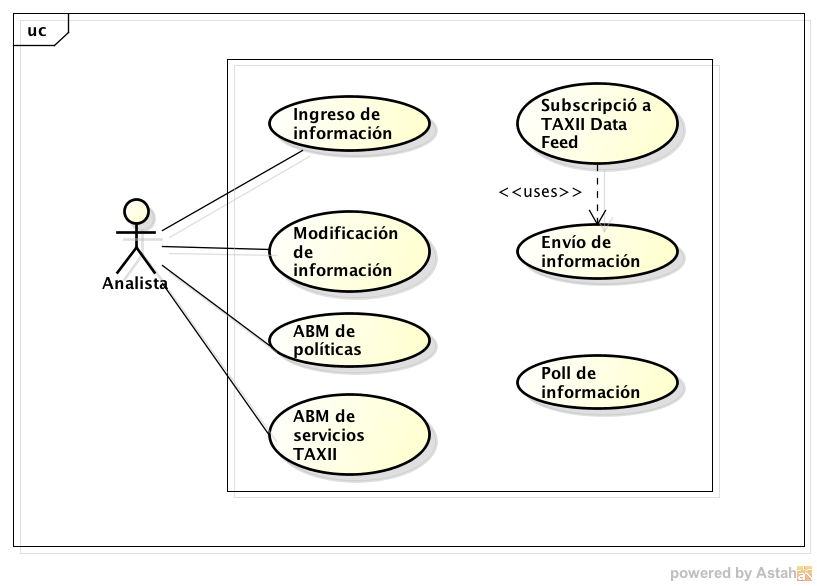 uc
Ingreso de
información
Modificación
de
información
ABM de
políticas
ABM de
servicios
TAXII
Analista
Subscripció a
TAXII Data
Feed
<<uses>>
Envío de
información
Poll de
información
powered by Astah